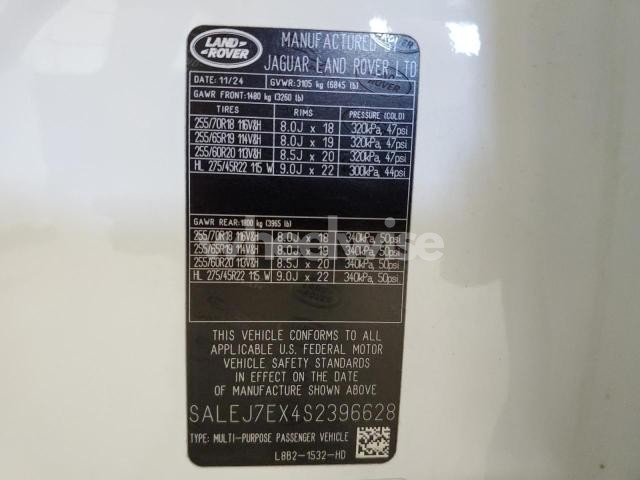 LAND ROVER
MANUFACTURED BY
JAGUAR LAND ROVER LTD
DATE: 11/24 GVWR: 3105 kg (6845 lb)
GAWR FRONT: 1480 kg (3260 lb)
TIRES RIMS PRESSURE (COLD)
255/70R18 116V&H 8.0J x 18 320kPa, 47psi
255/65R19 114V&H 8.0J x 19 320kPa, 47psi
255/60R20 113V&H 8.5J x 20 320kPa, 47psi
HL 275/45R22 115 W 9.0J x 22 300kPa, 44psi
GAWR REAR: 1800 kg (3965 lb)
255/70R18 116V&H 8.0J x 18 340kPa, 50psi
255/65R19 114V&H 8.0J x 19 340kPa, 50psi
255/60R20 113V&H 8.5J x 20 340kPa, 50psi
HL 275/45R22 115 W 9.0J x 22 340kPa, 50psi
THIS VEHICLE CONFORMS TO ALL
APPLICABLE U.S. FEDERAL MOTOR
VEHICLE SAFETY STANDARDS
IN EFFECT ON THE DATE
OF MANUFACTURE SHOWN ABOVE
SALEJ7EX4S2396628
TYPE: MULTI-PURPOSE PASSENGER VEHICLE
L8B2-1532-HD